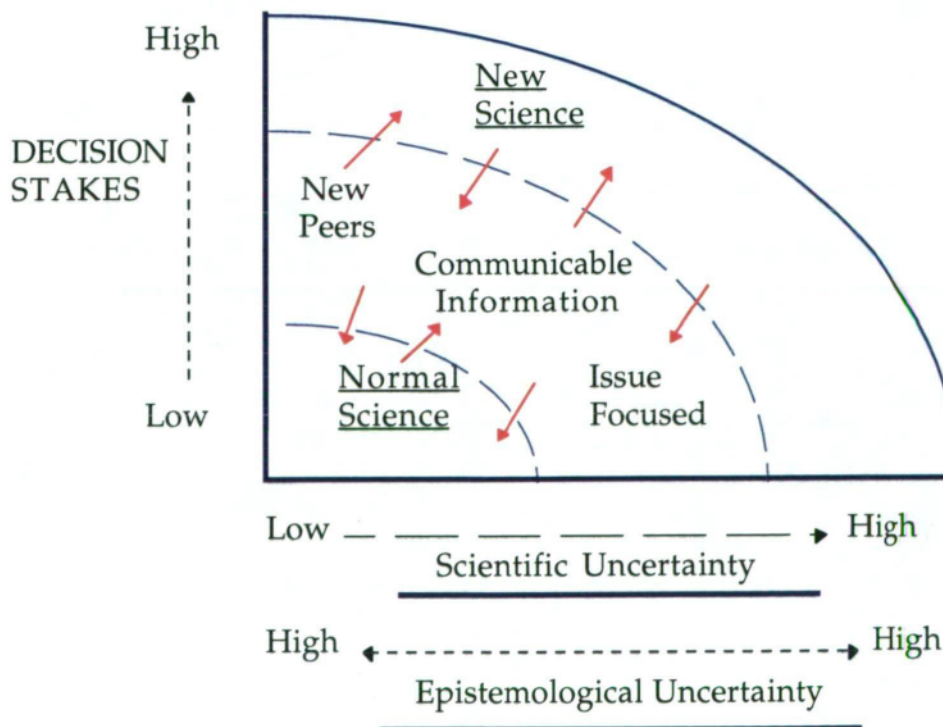 High
DECISION
STAKES
Low
New
Science
New
Peers
Communicable
Information
Normal
Science
Issue
Focused
Low
High
Scientific Uncertainty
High
High
Epistemological Uncertainty